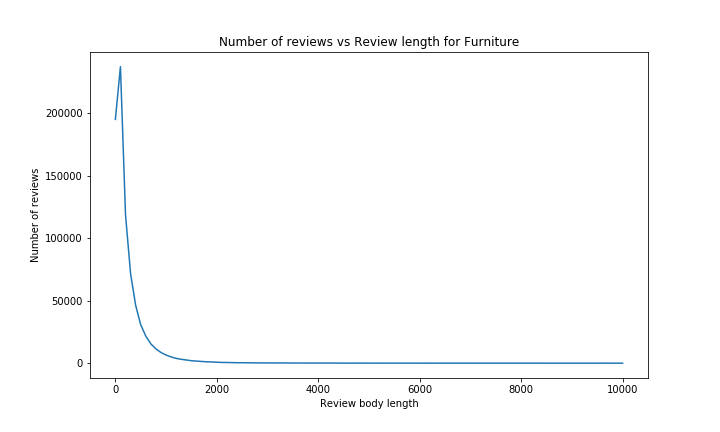 Number of reviews vs Review length for Furniture
200000
150000
100000
50000
0
Number of reviews
0 2000 4000 6000 8000 10000
Review body length